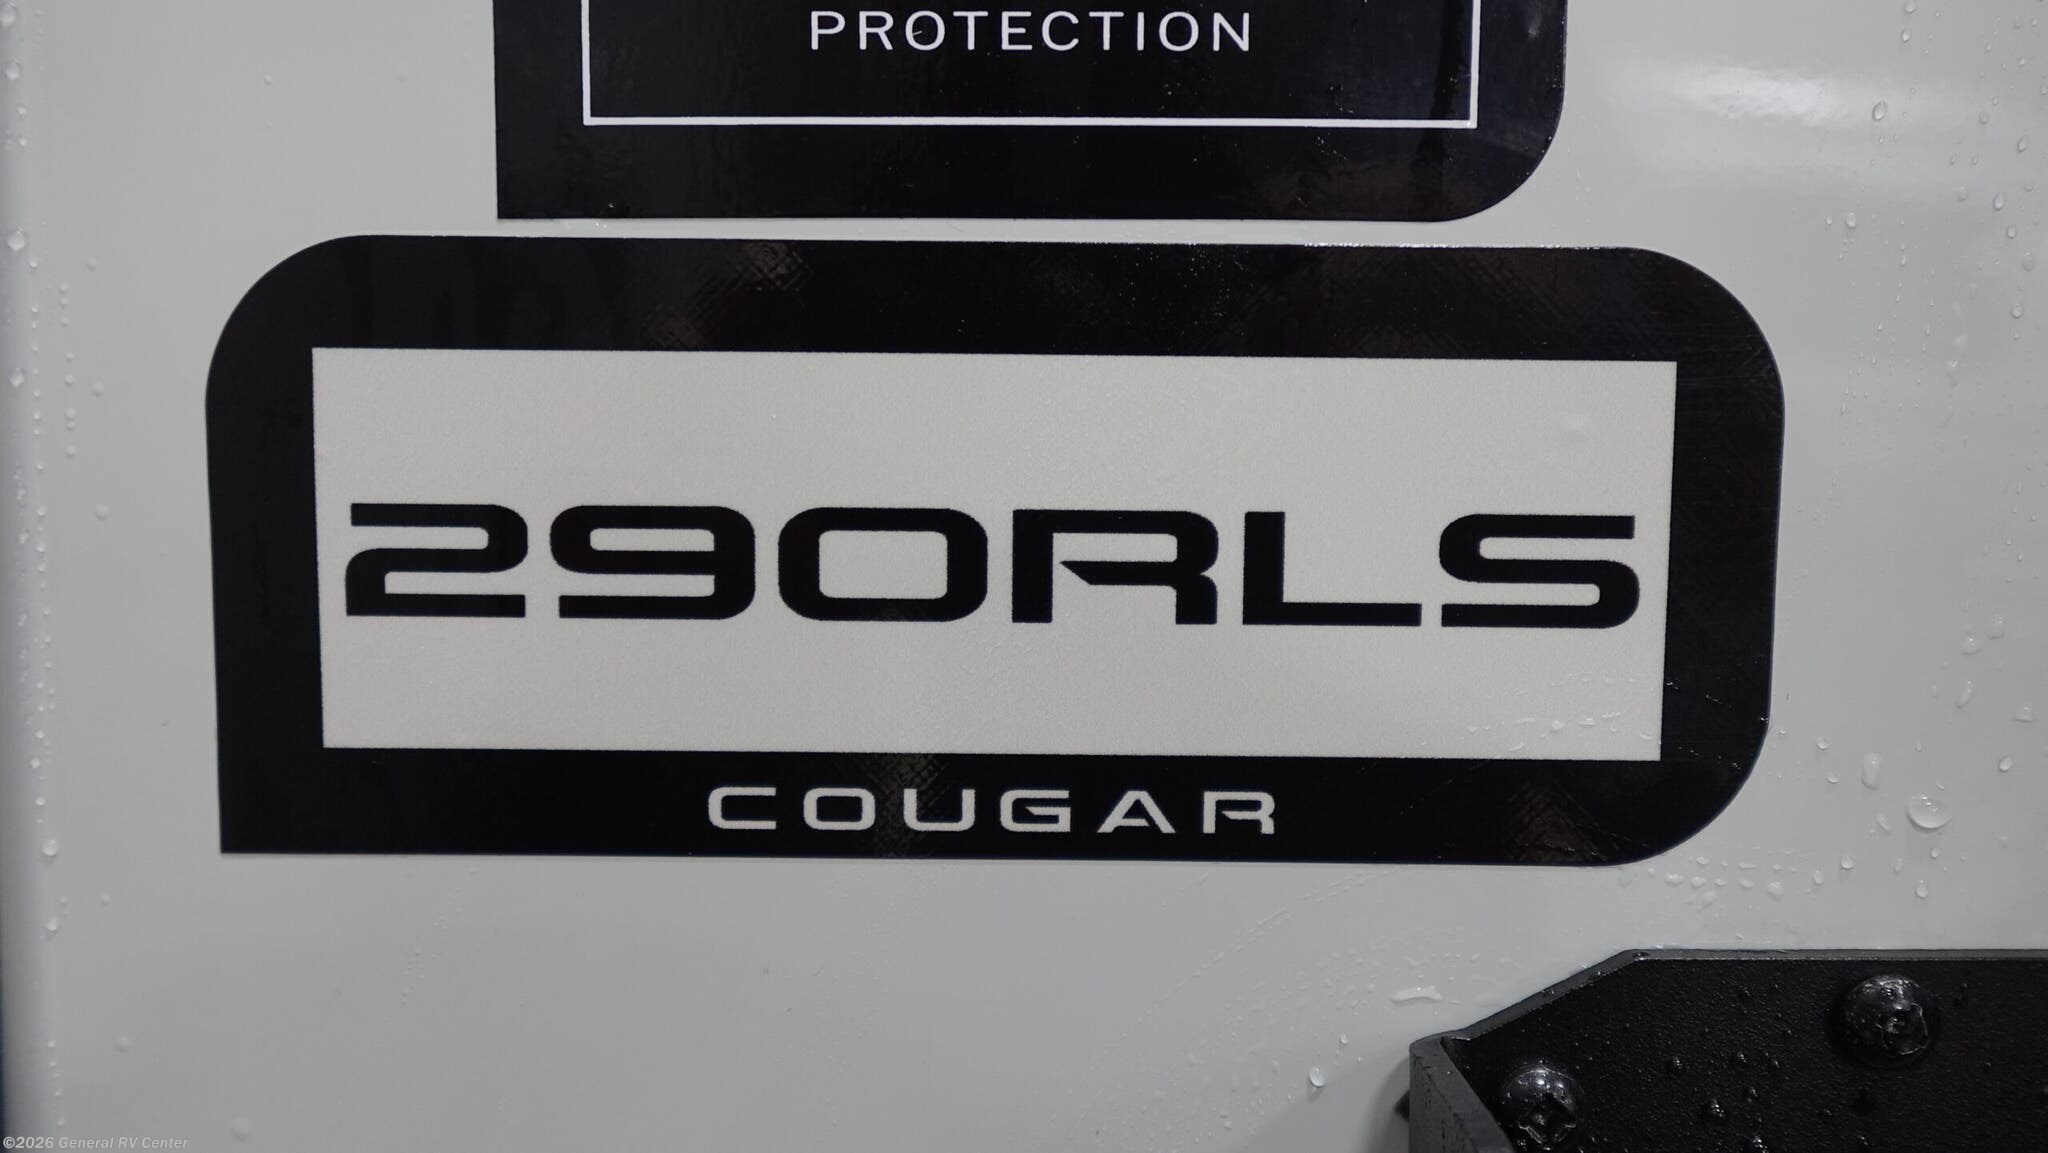 PROTECTION
290RLS
COUGAR
©2026 General RV Center